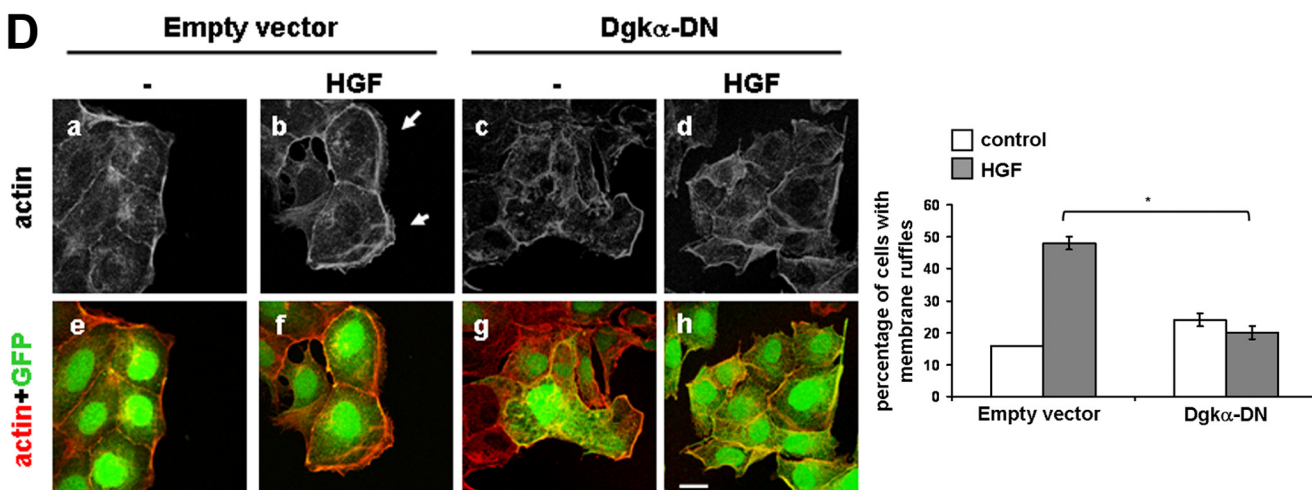 D
Empty vector
Dgkα-DN
- HGF - HGF
actin
a b c d
actin+GFP
e f g h
control
HGF
percentage of cells with
membrane ruffles
60
50
40
30
20
10
0
*
Empty vector
Dgkα-DN